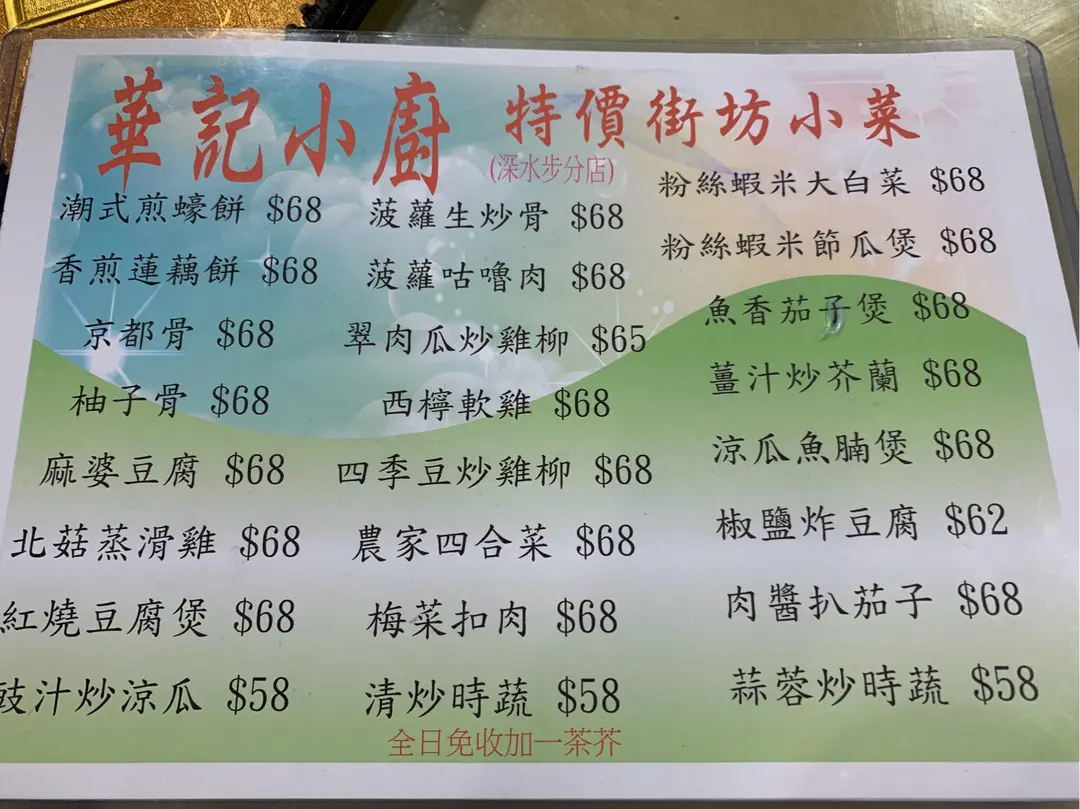 華記小廚 特價街坊小菜
(深水步分店)
潮式煎蠔餅 $68
香煎蓮藕餅 $68
京都骨 $68
柚子骨 $68
麻婆豆腐 $68
北菇蒸滑雞 $68
紅燒豆腐煲 $68
豉汁炒涼瓜 $58
菠蘿生炒骨 $68
菠蘿咕嚕肉 $68
翠肉瓜炒雞柳 $65
西檸軟雞 $68
四季豆炒雞柳 $68
農家四合菜 $68
梅菜扣肉 $68
清炒時蔬 $58
粉絲蝦米大白菜 $68
粉絲蝦米節瓜煲 $68
魚香茄子煲 $68
薑汁炒芥蘭 $68
涼瓜魚腩煲 $68
椒鹽炸豆腐 $62
肉醬扒茄子 $68
蒜蓉炒時蔬 $58
全日免收加一茶芥